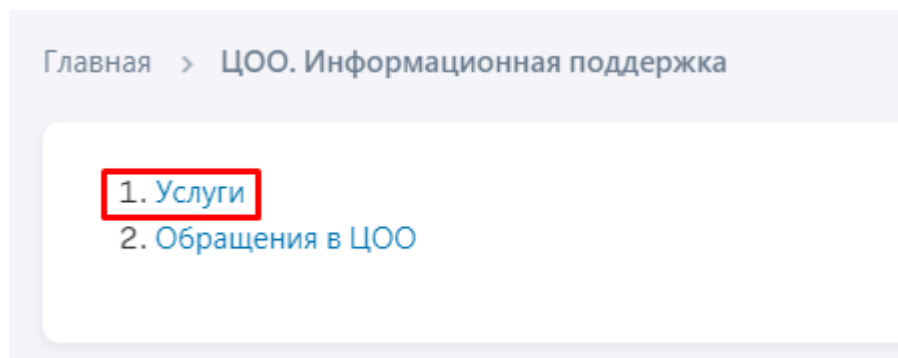 Главная > ЦОО. Информационная поддержка
1. Услуги
2. Обращения в ЦОО